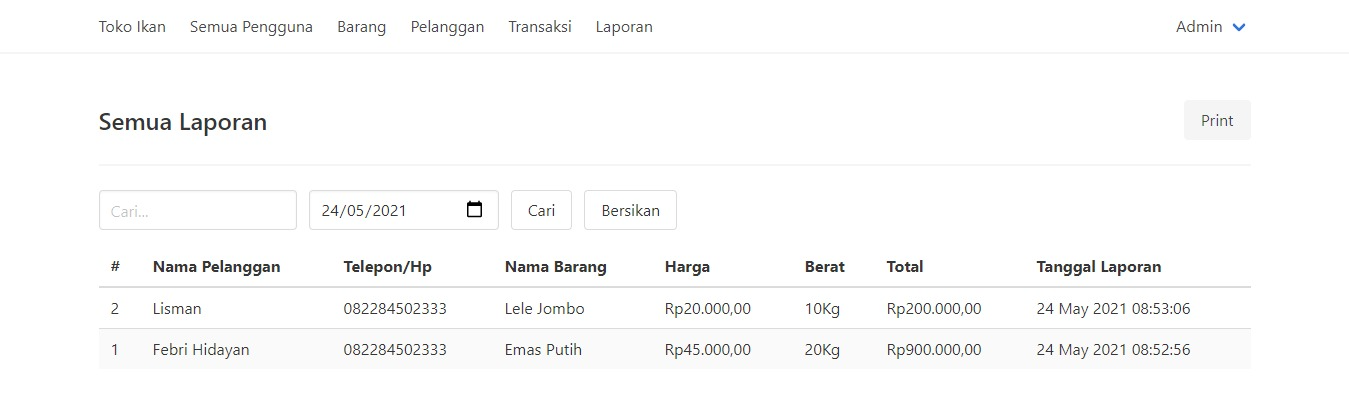 Toko Ikan Semua Pengguna Barang Pelanggan Transaksi Laporan Admin
Semua Laporan Print
Cari... 24/05/2021 Cari Bersikan
# Nama Pelanggan Telepon/Hp Nama Barang Harga Berat Total Tanggal Laporan
2 Lisman 082284502333 Lele Jombo Rp20.000,00 10Kg Rp200.000,00 24 May 2021 08:53:06
1 Febri Hidayan 082284502333 Emas Putih Rp45.000,00 20Kg Rp900.000,00 24 May 2021 08:52:56